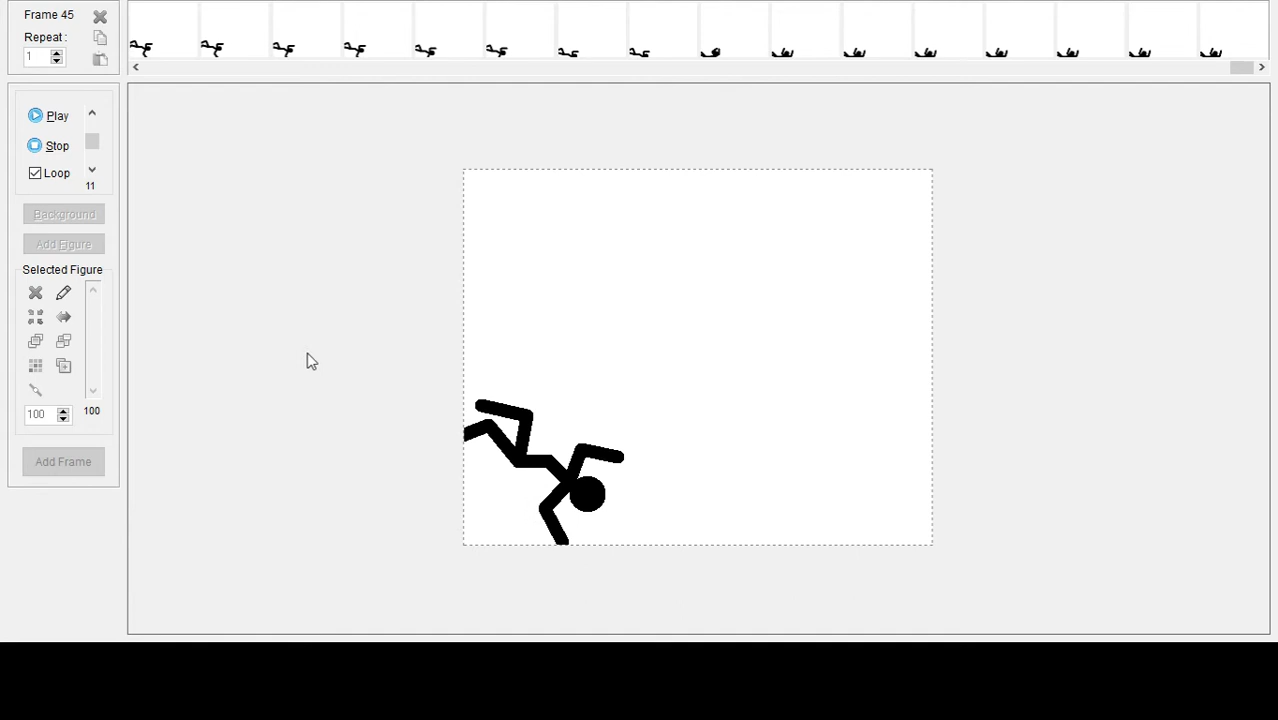 Frame 45
Repeat :
1
Play
Stop
Loop
11
Background
Add Figure
Selected Figure
100
100
Add Frame